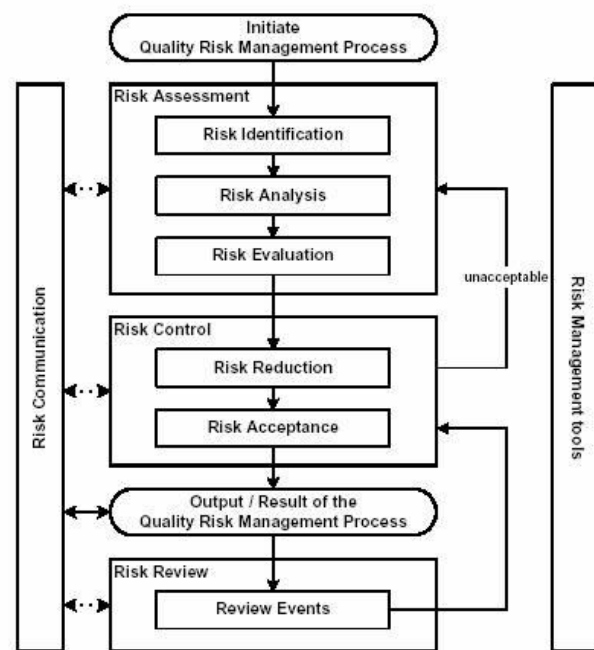 Initiate
Quality Risk Management Process
Risk Assessment
Risk Identification
Risk Analysis
Risk Evaluation
unacceptable
Risk Control
Risk Reduction
Risk Acceptance
Output / Result of the
Quality Risk Management Process
Risk Review
Review Events
Risk Communication
Risk Management tools